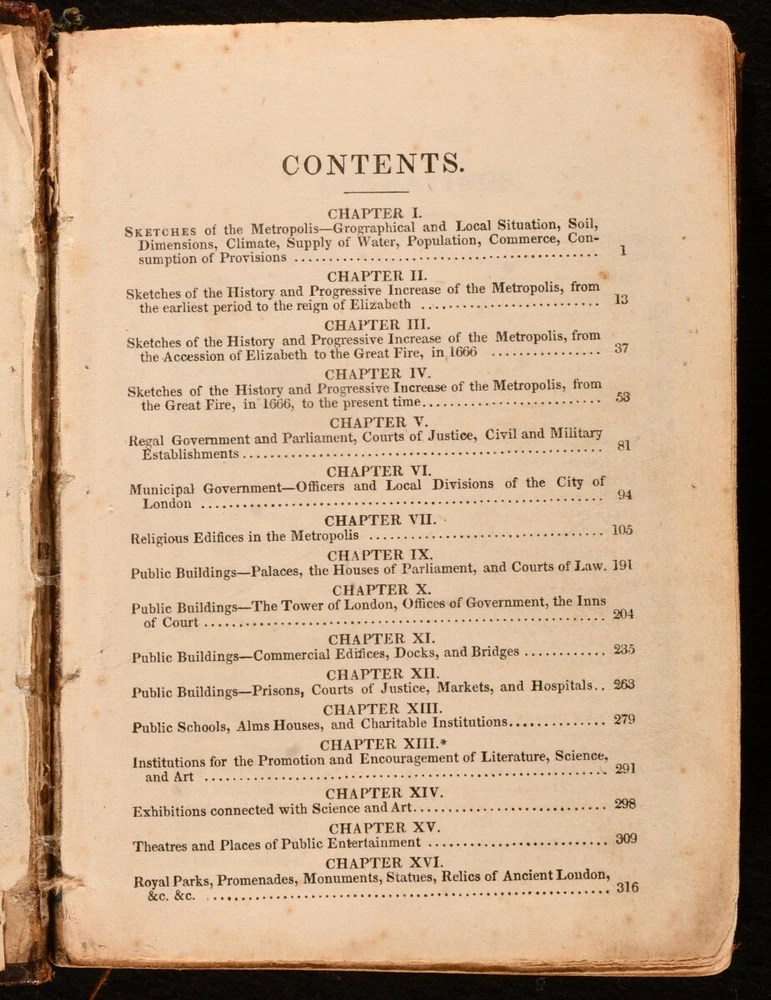 CONTENTS.
CHAPTER I.
SKETCHES of the Metropolis—Grographical and Local Situation, Soil,
Dimensions, Climate, Supply of Water, Population, Commerce, Con-
sumption of Provisions ........................................ 1
CHAPTER II.
Sketches of the History and Progressive Increase of the Metropolis, from
the earliest period to the reign of Elizabeth ........................ 13
CHAPTER III.
Sketches of the History and Progressive Increase of the Metropolis, from
the Accession of Elizabeth to the Great Fire, in 1666 .............. 37
CHAPTER IV.
Sketches of the History and Progressive Increase of the Metropolis, from
the Great Fire, in 1666, to the present time........................ 53
CHAPTER V.
Regal Government and Parliament, Courts of Justice, Civil and Military
Establishments................................................ 81
CHAPTER VI.
Municipal Government—Officers and Local Divisions of the City of
London ...................................................... 94
CHAPTER VII.
Religious Edifices in the Metropolis .............................. 105
CHAPTER IX.
Public Buildings—Palaces, the Houses of Parliament, and Courts of Law. 191
CHAPTER X.
Public Buildings—The Tower of London, Offices of Government, the Inns
of Court ...................................................... 204
CHAPTER XI.
Public Buildings—Commercial Edifices, Docks, and Bridges ........... 235
CHAPTER XII.
Public Buildings—Prisons, Courts of Justice, Markets, and Hospitals.. 263
CHAPTER XIII.
Public Schools, Alms Houses, and Charitable Institutions............. 279
CHAPTER XIII.*
Institutions for the Promotion and Encouragement of Literature, Science,
and Art ...................................................... 291
CHAPTER XIV.
Exhibitions connected with Science and Art......................... 298
CHAPTER XV.
Theatres and Places of Public Entertainment ........................ 309
CHAPTER XVI.
Royal Parks, Promenades, Monuments, Statues, Relics of Ancient London,
&c. &c. ...................................................... 316